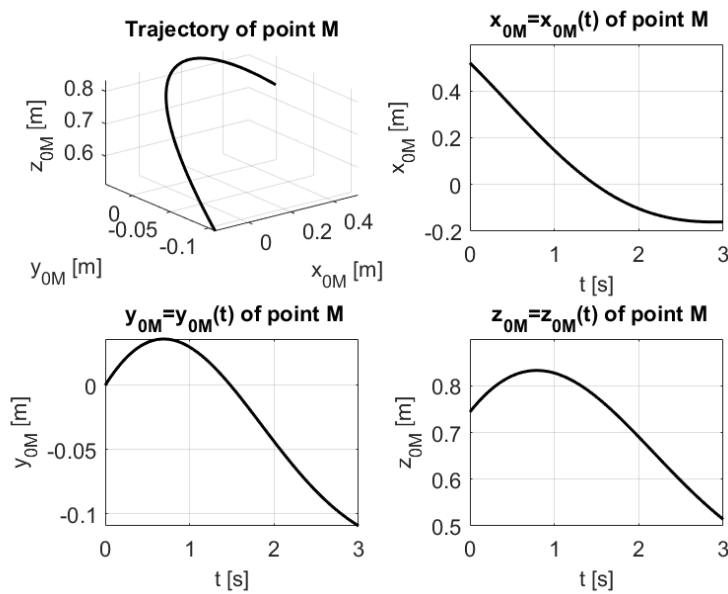 Trajectory of point M
0.8
0.7
0.6
z0M [m]
0
-0.05
-0.1
y0M [m]
0
0.2
0.4
x0M [m]
x0M=x0M(t) of point M
0.4
0.2
0
-0.2
x0M [m]
0 1 2 3
t [s]
y0M=y0M(t) of point M
0
-0.05
-0.1
y0M [m]
0 1 2 3
t [s]
z0M=z0M(t) of point M
0.8
0.7
0.6
0.5
z0M [m]
0 1 2 3
t [s]